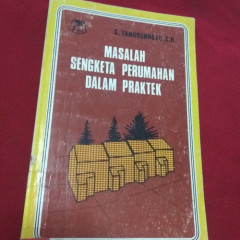 MASALAH
SENGKETA PERUMAHAN
DALAM PRAKTEK